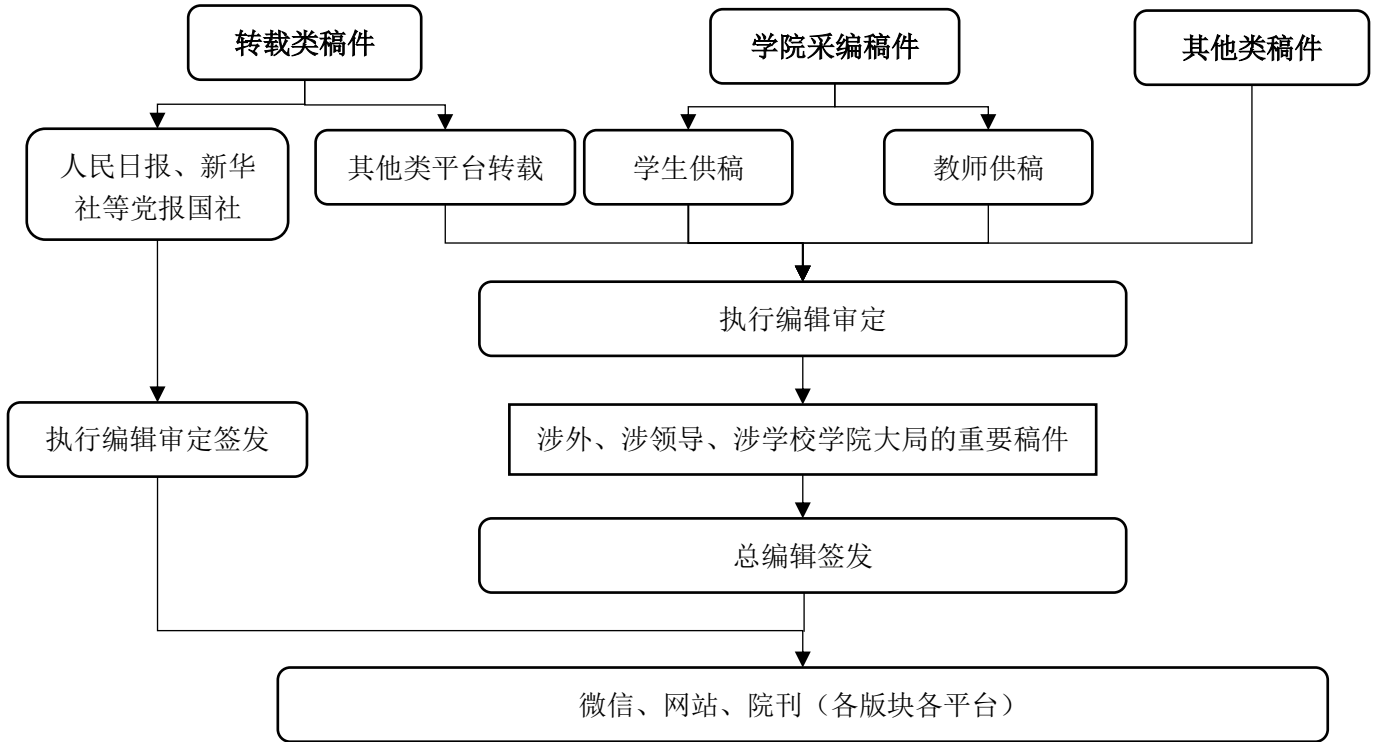 转载类稿件
学院采编稿件
其他类稿件
人民日报、新华
社等党报国社
其他类平台转载
学生供稿
教师供稿
执行编辑审定
执行编辑审定签发
涉外、涉领导、涉学校学院大局的重要稿件
总编辑签发
微信、网站、院刊（各版块各平台）